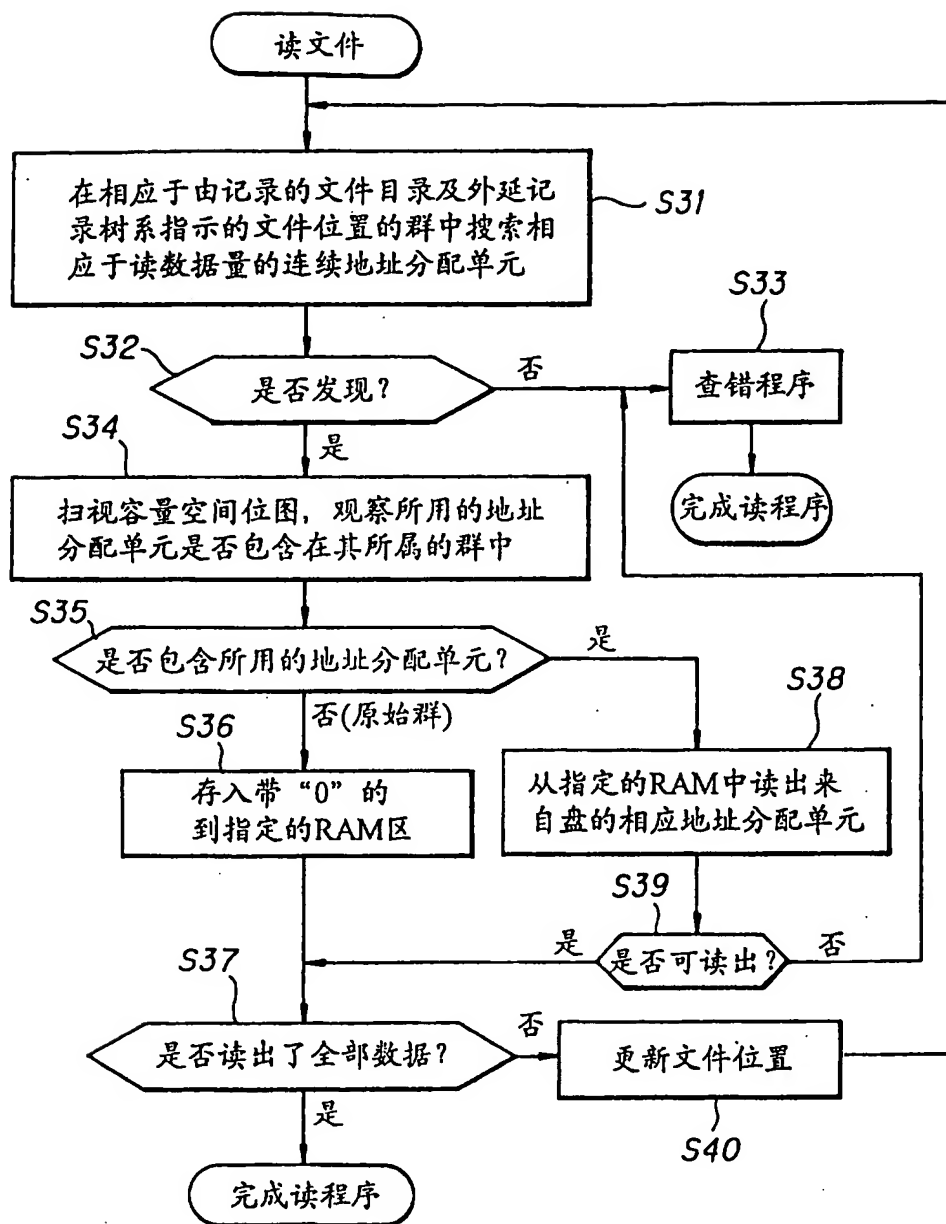 读文件
在相应于由记录的文件目录及外延记
录树系指示的文件位置的群中搜索相
应于读数据量的连续地址分配单元
S31
S32
是否发现？
否
S33
查错程序
是
完成读程序
S34
扫视容量空间位图，观察所用的地址
分配单元是否包含在其所属的群中
S35
是否包含所用的地址分配单元？
是
否(原始群)
S36
存入带“0”的
到指定的RAM区
S38
从指定的RAM中读出来
自盘的相应地址分配单元
S39
是
是否可读出？
否
S37
是否读出了全部数据？
否
更新文件位置
S40
是
完成读程序